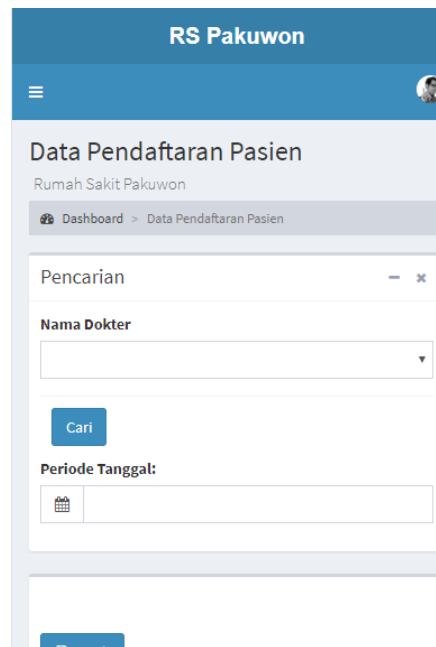 RS Pakuwon
Data Pendaftaran Pasien
Rumah Sakit Pakuwon
Dashboard > Data Pendaftaran Pasien
Pencarian
Nama Dokter
Cari
Periode Tanggal: